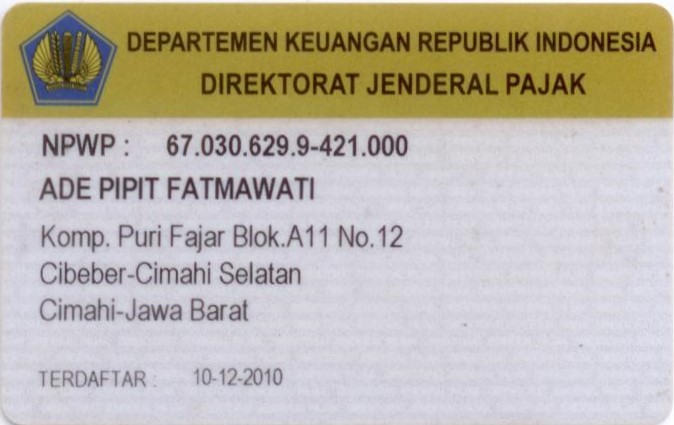 DEPARTEMEN KEUANGAN REPUBLIK INDONESIA
DIREKTORAT JENDERAL PAJAK
NPWP : 67.030.629.9-421.000
ADE PIPIT FATMAWATI
Komp. Puri Fajar Blok.A11 No.12
Cibeber-Cimahi Selatan
Cimahi-Jawa Barat
TERDAFTAR : 10-12-2010